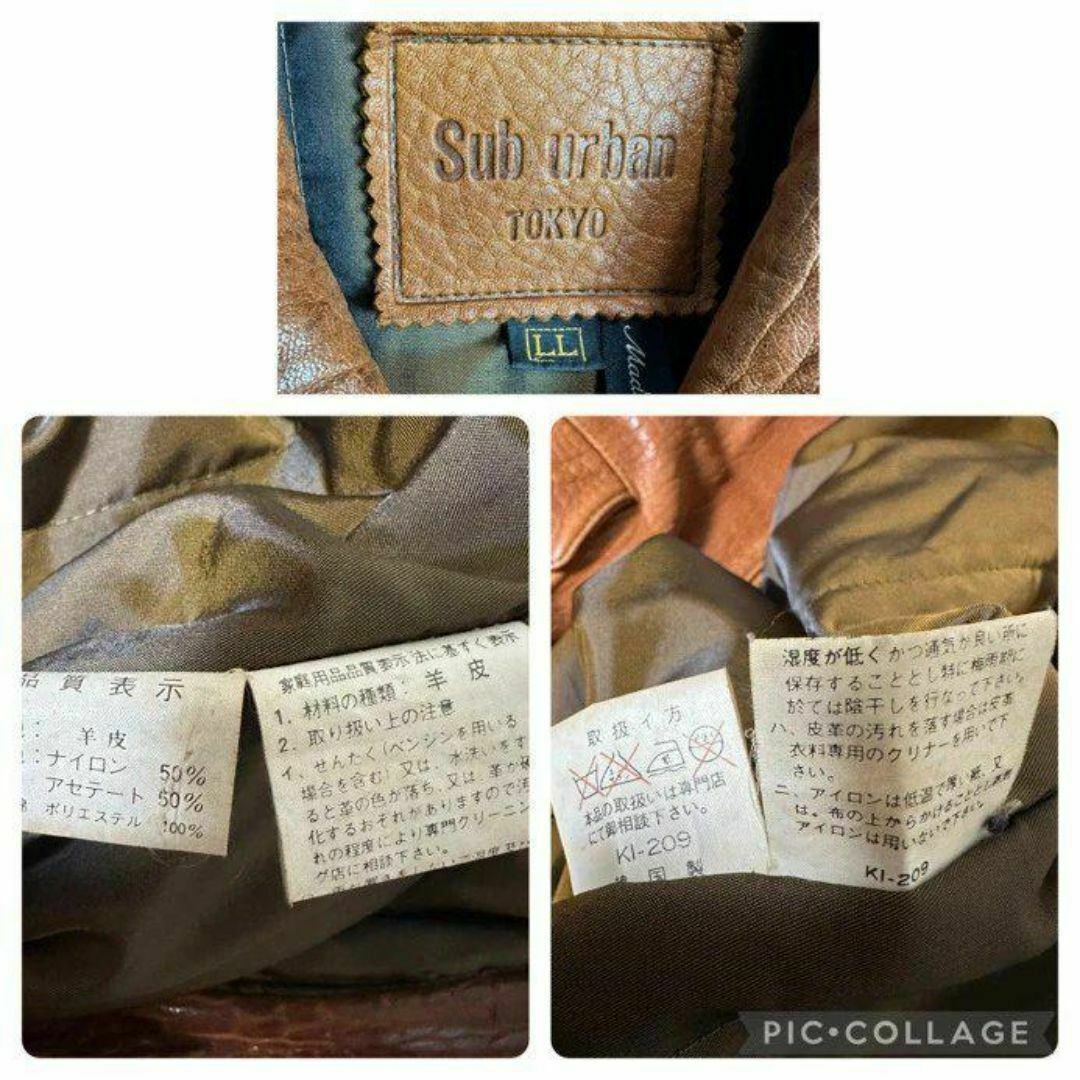 Sub urban
TOKYO
LL
Mad
品質表示
羊皮
ナイロン 50%
アセテート 50%
ポリエステル 100%
家庭用品品質表示法に基ずく表示
1. 材料の種類: 羊皮
2. 取り扱い上の注意
イ、せんたく(ベンジンを用いる
場合を含む)又は、水洗いをす
ると革の色が落ち、又は、革が硬
化するおそれがありますので汚
れの程度により専門クリーニン
グ店に相談下さい。
取扱イ方
本品の取扱いは専門店
にて御相談下さい。
KI-209
国製
湿度が低くかつ通気が良い所に
保存することとし特に梅雨期に
於ては陰干しを行なって下さい。
ハ、皮革の汚れを落す場合は皮革
衣料専用のクリナーを用いて下
さい。
ニ、アイロンは低温で厚い紙、又
は。布の上からかけることとし蒸気
アイロンは用いないで下さい。
KI-209
PIC•COLLAGE